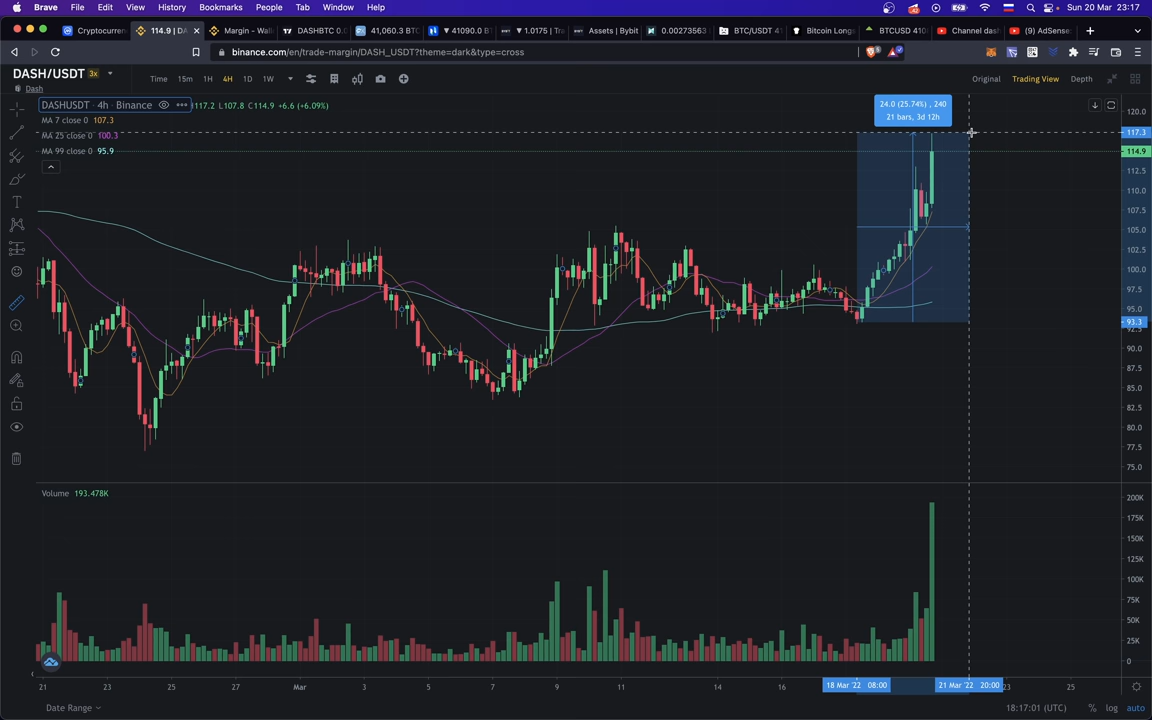 Brave File Edit View History Bookmarks People Tab Window Help Sun 20 Mar 23:17
Cryptocurren 114.9 | DA Margin - Wall DASHBTC 0.0 41,060.3 BTC ▼ 41090.0 BT ▼ 1.0175 | Tra Assets | Bybit 0.00273563 BTC/USDT 41 Bitcoin Longs BTCUSD 410 Channel dash (3) AdSense:
binance.com/en/trade-margin/DASH_USDT?theme=dark&type=cross
DASH/USDT 3x
Dash
Time 15m 1H 4H 1D 1W
Original Trading View Depth
DASHUSDT · 4h · Binance 117.2 L107.8 C114.9 +6.6 (+6.09%)
MA 7 close 0 107.3
MA 25 close 0 100.3
MA 99 close 0 95.9
24.0 (25.74%) , 240
21 bars, 3d 12h
120.0
117.3
114.9
112.5
110.0
107.5
105.0
102.5
100.0
97.5
95.0
93.3
92.5
90.0
87.5
85.0
82.5
80.0
77.5
75.0
Volume 193.478K
200K
175K
150K
125K
100K
75K
50K
25K
0
21 23 25 27 Mar 3 5 7 9 11 14 16 18 Mar '22 08:00 21 Mar '22 20:00 23 25
Date Range 18:17:01 (UTC) % log auto